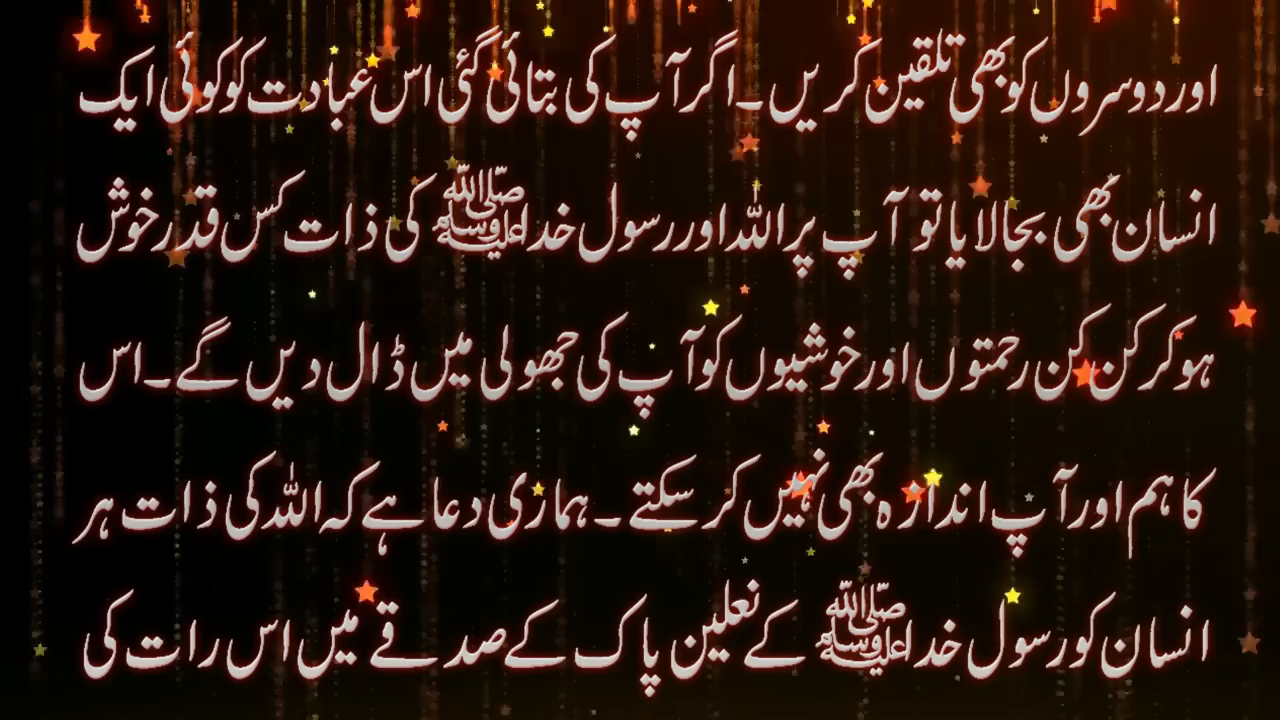 اور دوسروں کو بھی تلقین کریں۔ اگر آپ کی بتائی گئی اس عبادت کو کوئی ایک
انسان بھی بجا لایا تو آپ پر اللہ اور رسول خدا ﷺ کی ذات کس قدر خوش
ہو کر کن کن رحمتوں اور خوشیوں کو آپ کی جھولی میں ڈال دیں گے۔ اس
کا ہم اور آپ اندازہ بھی نہیں کر سکتے۔ ہماری دعا ہے کہ اللہ کی ذات ہر
انسان کو رسول خدا ﷺ کے نعلین پاک کے صدقے میں اس رات کی